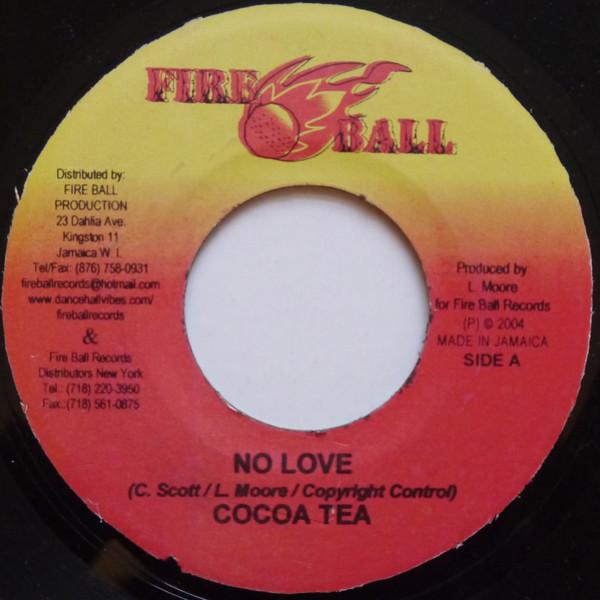 FIRE BALL
Distributed by:
FIRE BALL
PRODUCTION
23 Dahlia Ave.
Kingston 11
Jamaica W. I.
Tel/Fax: (876) 758-0931
fireballrecords@hotmail.com
www.dancehallvibes.com/
fireballrecords
&
Fire Ball Records
Distributors New York
Tel.: (718) 220-3950
Fax.:(718) 561-0875
Produced by
L. Moore
for Fire Ball Records
(P) © 2004
MADE IN JAMAICA
SIDE A
NO LOVE
(C. Scott / L. Moore / Copyright Control)
COCOA TEA